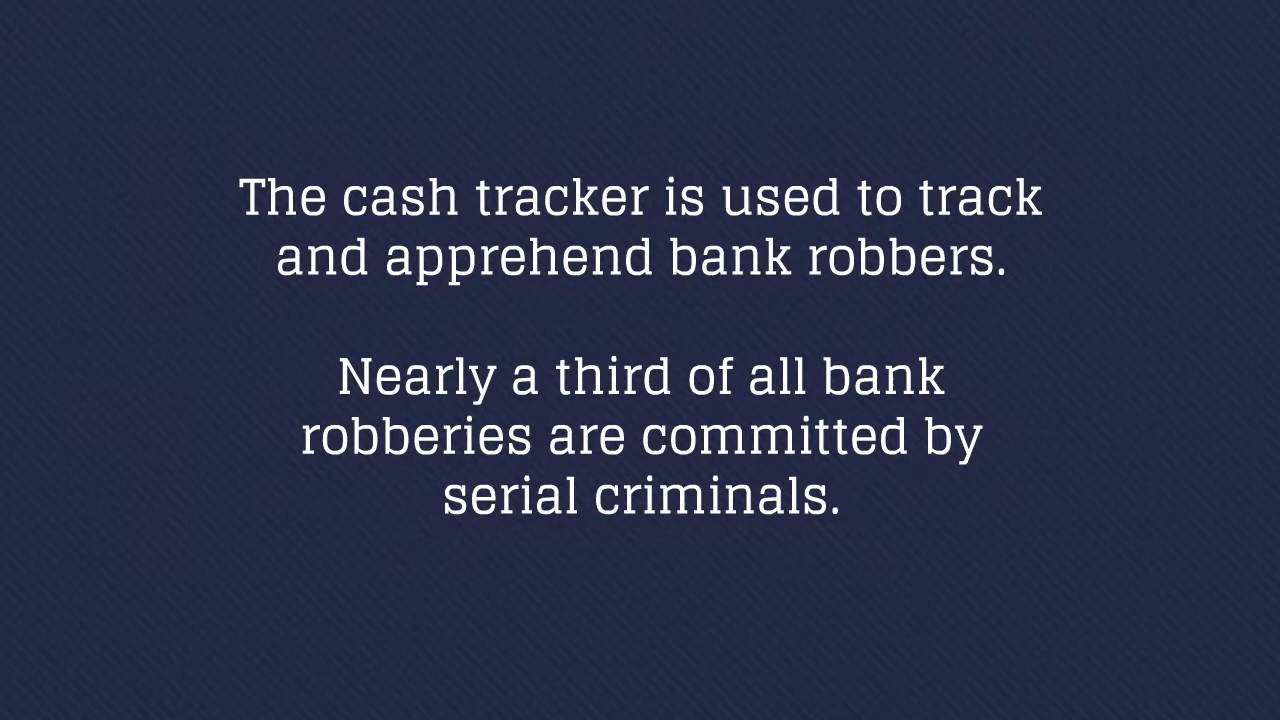 The cash tracker is used to track
and apprehend bank robbers.
Nearly a third of all bank
robberies are committed by
serial criminals.